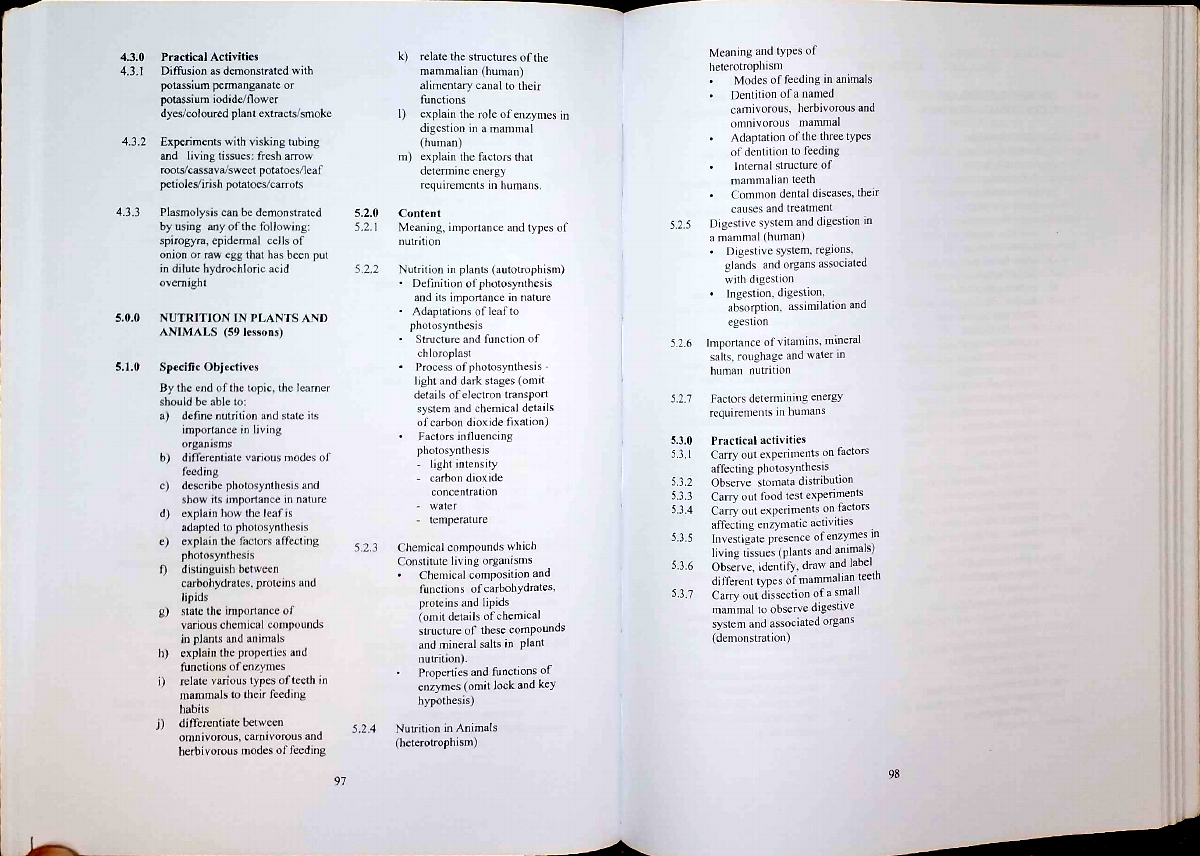 4.3.0 Practical Activities
4.3.1 Diffusion as demonstrated with
potassium permanganate or
potassium iodide/flower
dyes/coloured plant extracts/smoke
4.3.2 Experiments with visking tubing
and living tissues: fresh arrow
roots/cassava/sweet potatoes/leaf
petioles/irish potatoes/carrots
4.3.3 Plasmolysis can be demonstrated
by using any of the following:
spirogyra, epidermal cells of
onion or raw egg that has been put
in dilute hydrochloric acid
overnight
5.0.0 NUTRITION IN PLANTS AND
ANIMALS (59 lessons)
5.1.0 Specific Objectives
By the end of the topic, the learner
should be able to:
a) define nutrition and state its
importance in living
organisms
b) differentiate various modes of
feeding
c) describe photosynthesis and
show its importance in nature
d) explain how the leaf is
adapted to photosynthesis
e) explain the factors affecting
photosynthesis
f) distinguish between
carbohydrates, proteins and
lipids
g) state the importance of
various chemical compounds
in plants and animals
h) explain the properties and
functions of enzymes
i) relate various types of teeth in
mammals to their feeding
habits
j) differentiate between
omnivorous, carnivorous and
herbivorous modes of feeding
k) relate the structures of the
mammalian (human)
alimentary canal to their
functions
l) explain the role of enzymes in
digestion in a mammal
(human)
m) explain the factors that
determine energy
requirements in humans.
5.2.0 Content
5.2.1 Meaning, importance and types of
nutrition
5.2.2 Nutrition in plants (autotrophism)
• Definition of photosynthesis
and its importance in nature
• Adaptations of leaf to
photosynthesis
• Structure and function of
chloroplast
• Process of photosynthesis -
light and dark stages (omit
details of electron transport
system and chemical details
of carbon dioxide fixation)
• Factors influencing
photosynthesis
- light intensity
- carbon dioxide
concentration
- water
- temperature
5.2.3 Chemical compounds which
Constitute living organisms
• Chemical composition and
functions of carbohydrates,
proteins and lipids
(omit details of chemical
structure of these compounds
and mineral salts in plant
nutrition).
• Properties and functions of
enzymes (omit lock and key
hypothesis)
5.2.4 Nutrition in Animals
(heterotrophism)
97
Meaning and types of
heterotrophism
• Modes of feeding in animals
• Dentition of a named
carnivorous, herbivorous and
omnivorous mammal
• Adaptation of the three types
of dentition to feeding
• Internal structure of
mammalian teeth
• Common dental diseases, their
causes and treatment
5.2.5 Digestive system and digestion in
a mammal (human)
• Digestive system, regions,
glands and organs associated
with digestion
• Ingestion, digestion,
absorption, assimilation and
egestion
5.2.6 Importance of vitamins, mineral
salts, roughage and water in
human nutrition
5.2.7 Factors determining energy
requirements in humans
5.3.0 Practical activities
5.3.1 Carry out experiments on factors
affecting photosynthesis
5.3.2 Observe stomata distribution
5.3.3 Carry out food test experiments
5.3.4 Carry out experiments on factors
affecting enzymatic activities
5.3.5 Investigate presence of enzymes in
living tissues (plants and animals)
5.3.6 Observe, identify, draw and label
different types of mammalian teeth
5.3.7 Carry out dissection of a small
mammal to observe digestive
system and associated organs
(demonstration)
98